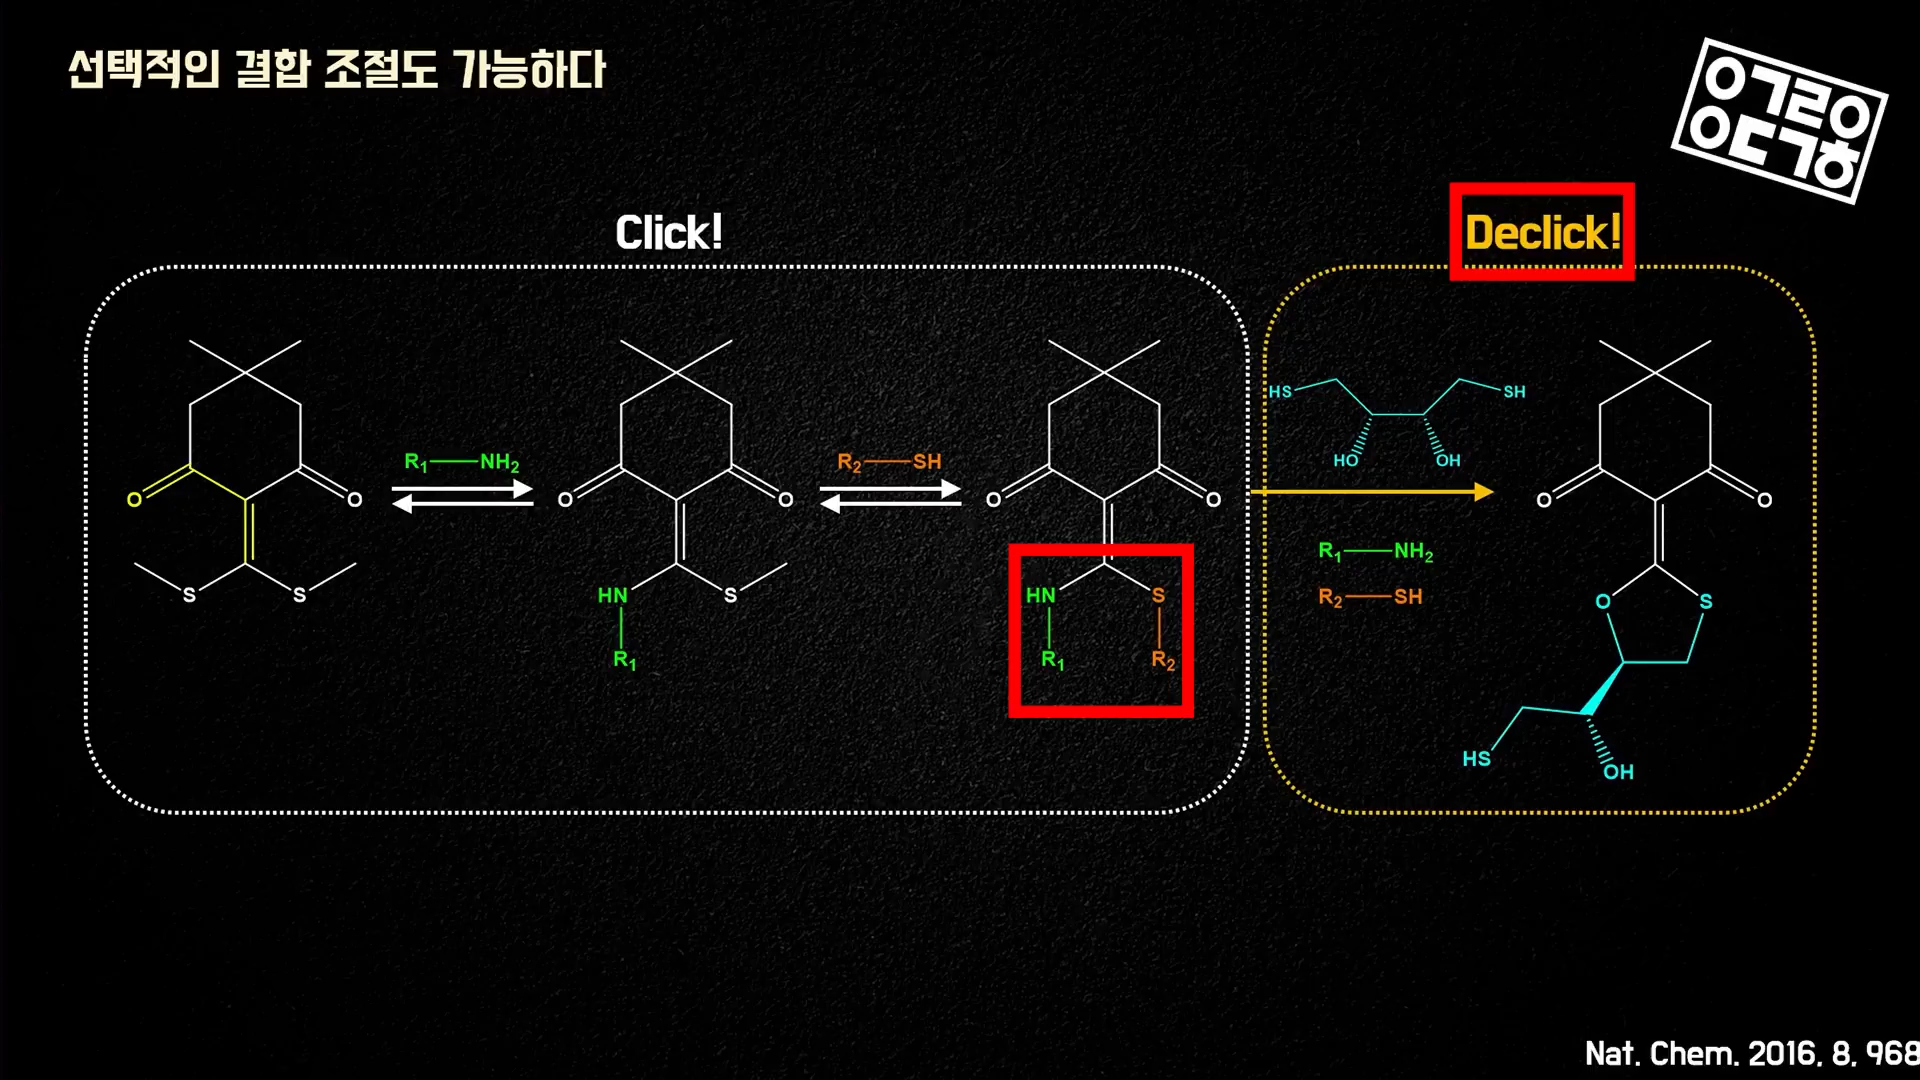 선택적인 결합 조절도 가능하다
Click!
Declick!
HS
SH
HO
OH
R1
NH2
R2
SH
O
O
O
O
O
O
O
O
R1
NH2
R2
SH
S
S
HN
S
R1
HN
S
R1
R2
O
S
HS
OH
Nat. Chem. 2016, 8, 968